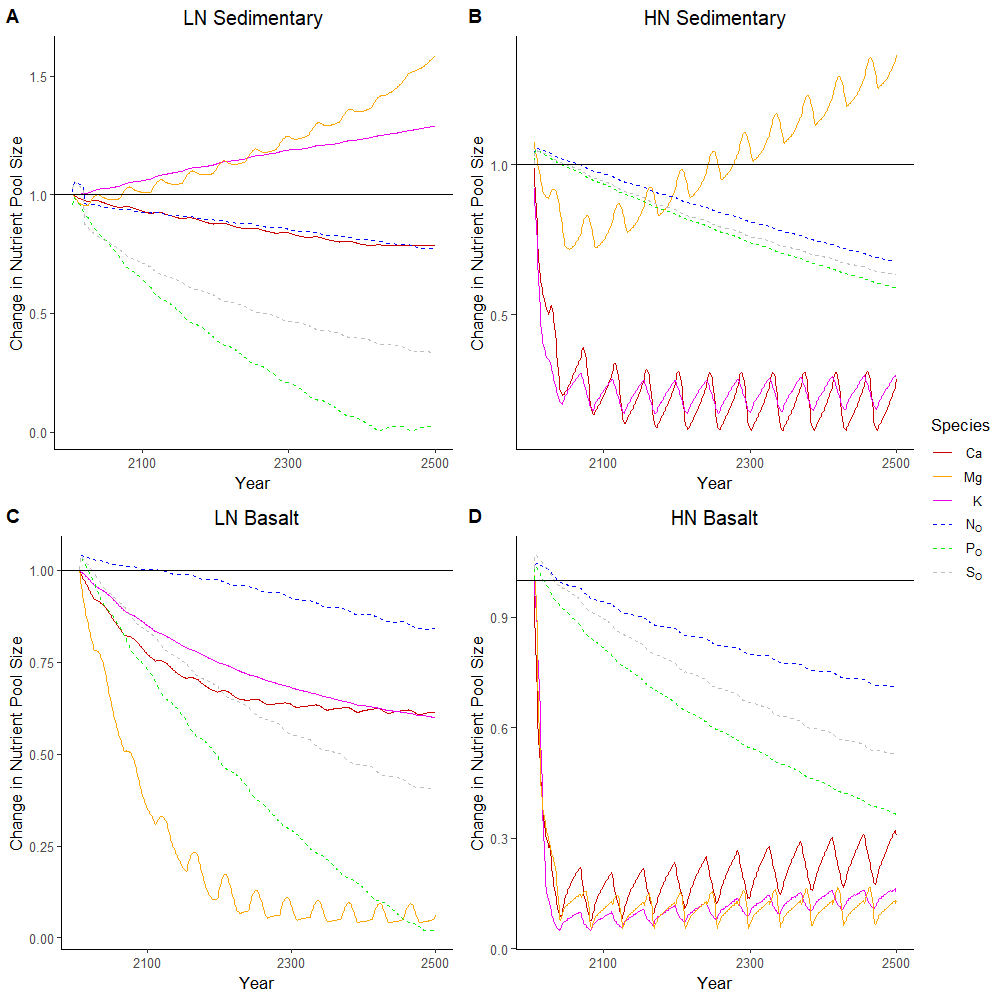 A
LN Sedimentary
B
HN Sedimentary
Change in Nutrient Pool Size
1.5
1.0
0.5
0.0
2100
2300
2500
Year
Change in Nutrient Pool Size
1.0
0.5
2100
2300
2500
Year
Species
Ca
Mg
K
N_O
P_O
S_O
C
LN Basalt
D
HN Basalt
Change in Nutrient Pool Size
1.00
0.75
0.50
0.25
0.00
2100
2300
2500
Year
Change in Nutrient Pool Size
0.9
0.6
0.3
0.0
2100
2300
2500
Year